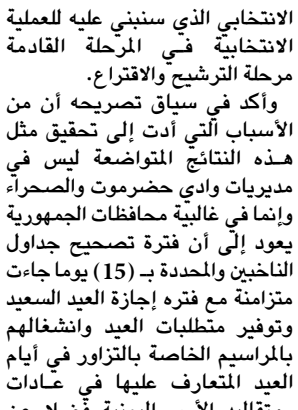 الانتخابي الذي سنبني عليه للعملية
الانتخابية في المرحلة القادمة
مرحلة الترشيح والاقتراع.
وأكد في سياق تصريحه أن من
الأسباب التي أدت إلى تحقيق مثل
هذه النتائج المتواضعة ليس في
مديريات وادي حضرموت والصحراء
وإنما في غالبية محافظات الجمهورية
يعود إلى أن فترة تصحيح جداول
الناخبين والمحددة بـ (15) يوما جاءت
متزامنة مع فتره إجازة العيد السعيد
وتوفير متطلبات العيد وانشغالهم
بالمراسيم الخاصة بالتزاور في أيام
العيد المتعارف عليها في عادات